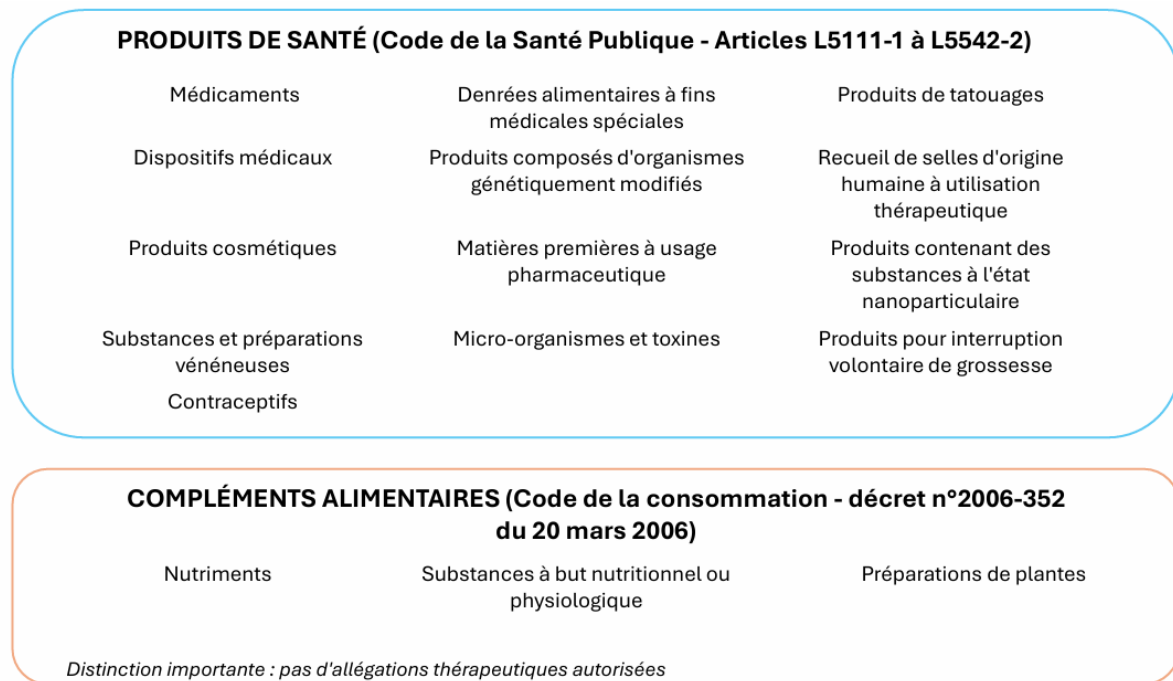 PRODUITS DE SANTÉ (Code de la Santé Publique - Articles L5111-1 à L5542-2)
Médicaments
Denrées alimentaires à fins
médicales spéciales
Produits de tatouages
Dispositifs médicaux
Produits composés d'organismes
génétiquement modifiés
Recueil de selles d'origine
humaine à utilisation
thérapeutique
Produits cosmétiques
Matières premières à usage
pharmaceutique
Produits contenant des
substances à l'état
nanoparticulaire
Substances et préparations
vénéneuses
Micro-organismes et toxines
Produits pour interruption
volontaire de grossesse
Contraceptifs
COMPLÉMENTS ALIMENTAIRES (Code de la consommation - décret n°2006-352
du 20 mars 2006)
Nutriments
Substances à but nutritionnel ou
physiologique
Préparations de plantes
Distinction importante : pas d'allégations thérapeutiques autorisées